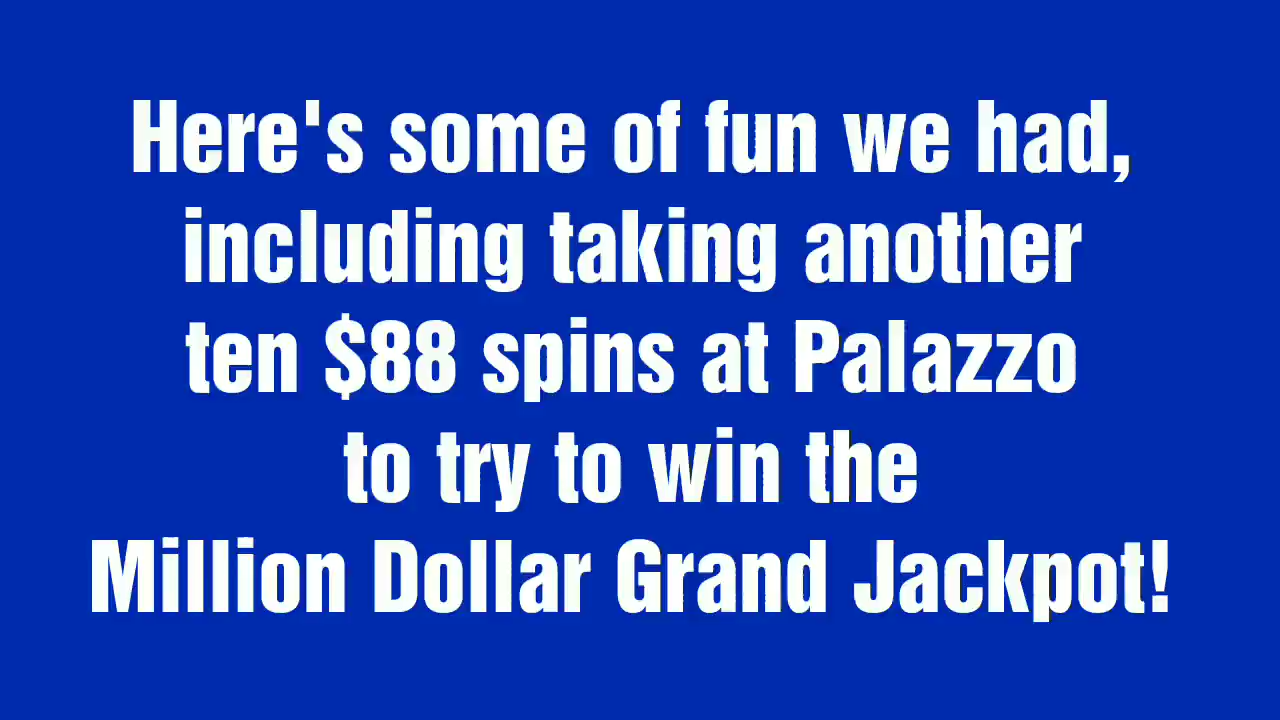 Here's some of fun we had,
including taking another
ten $88 spins at Palazzo
to try to win the
Million Dollar Grand Jackpot!